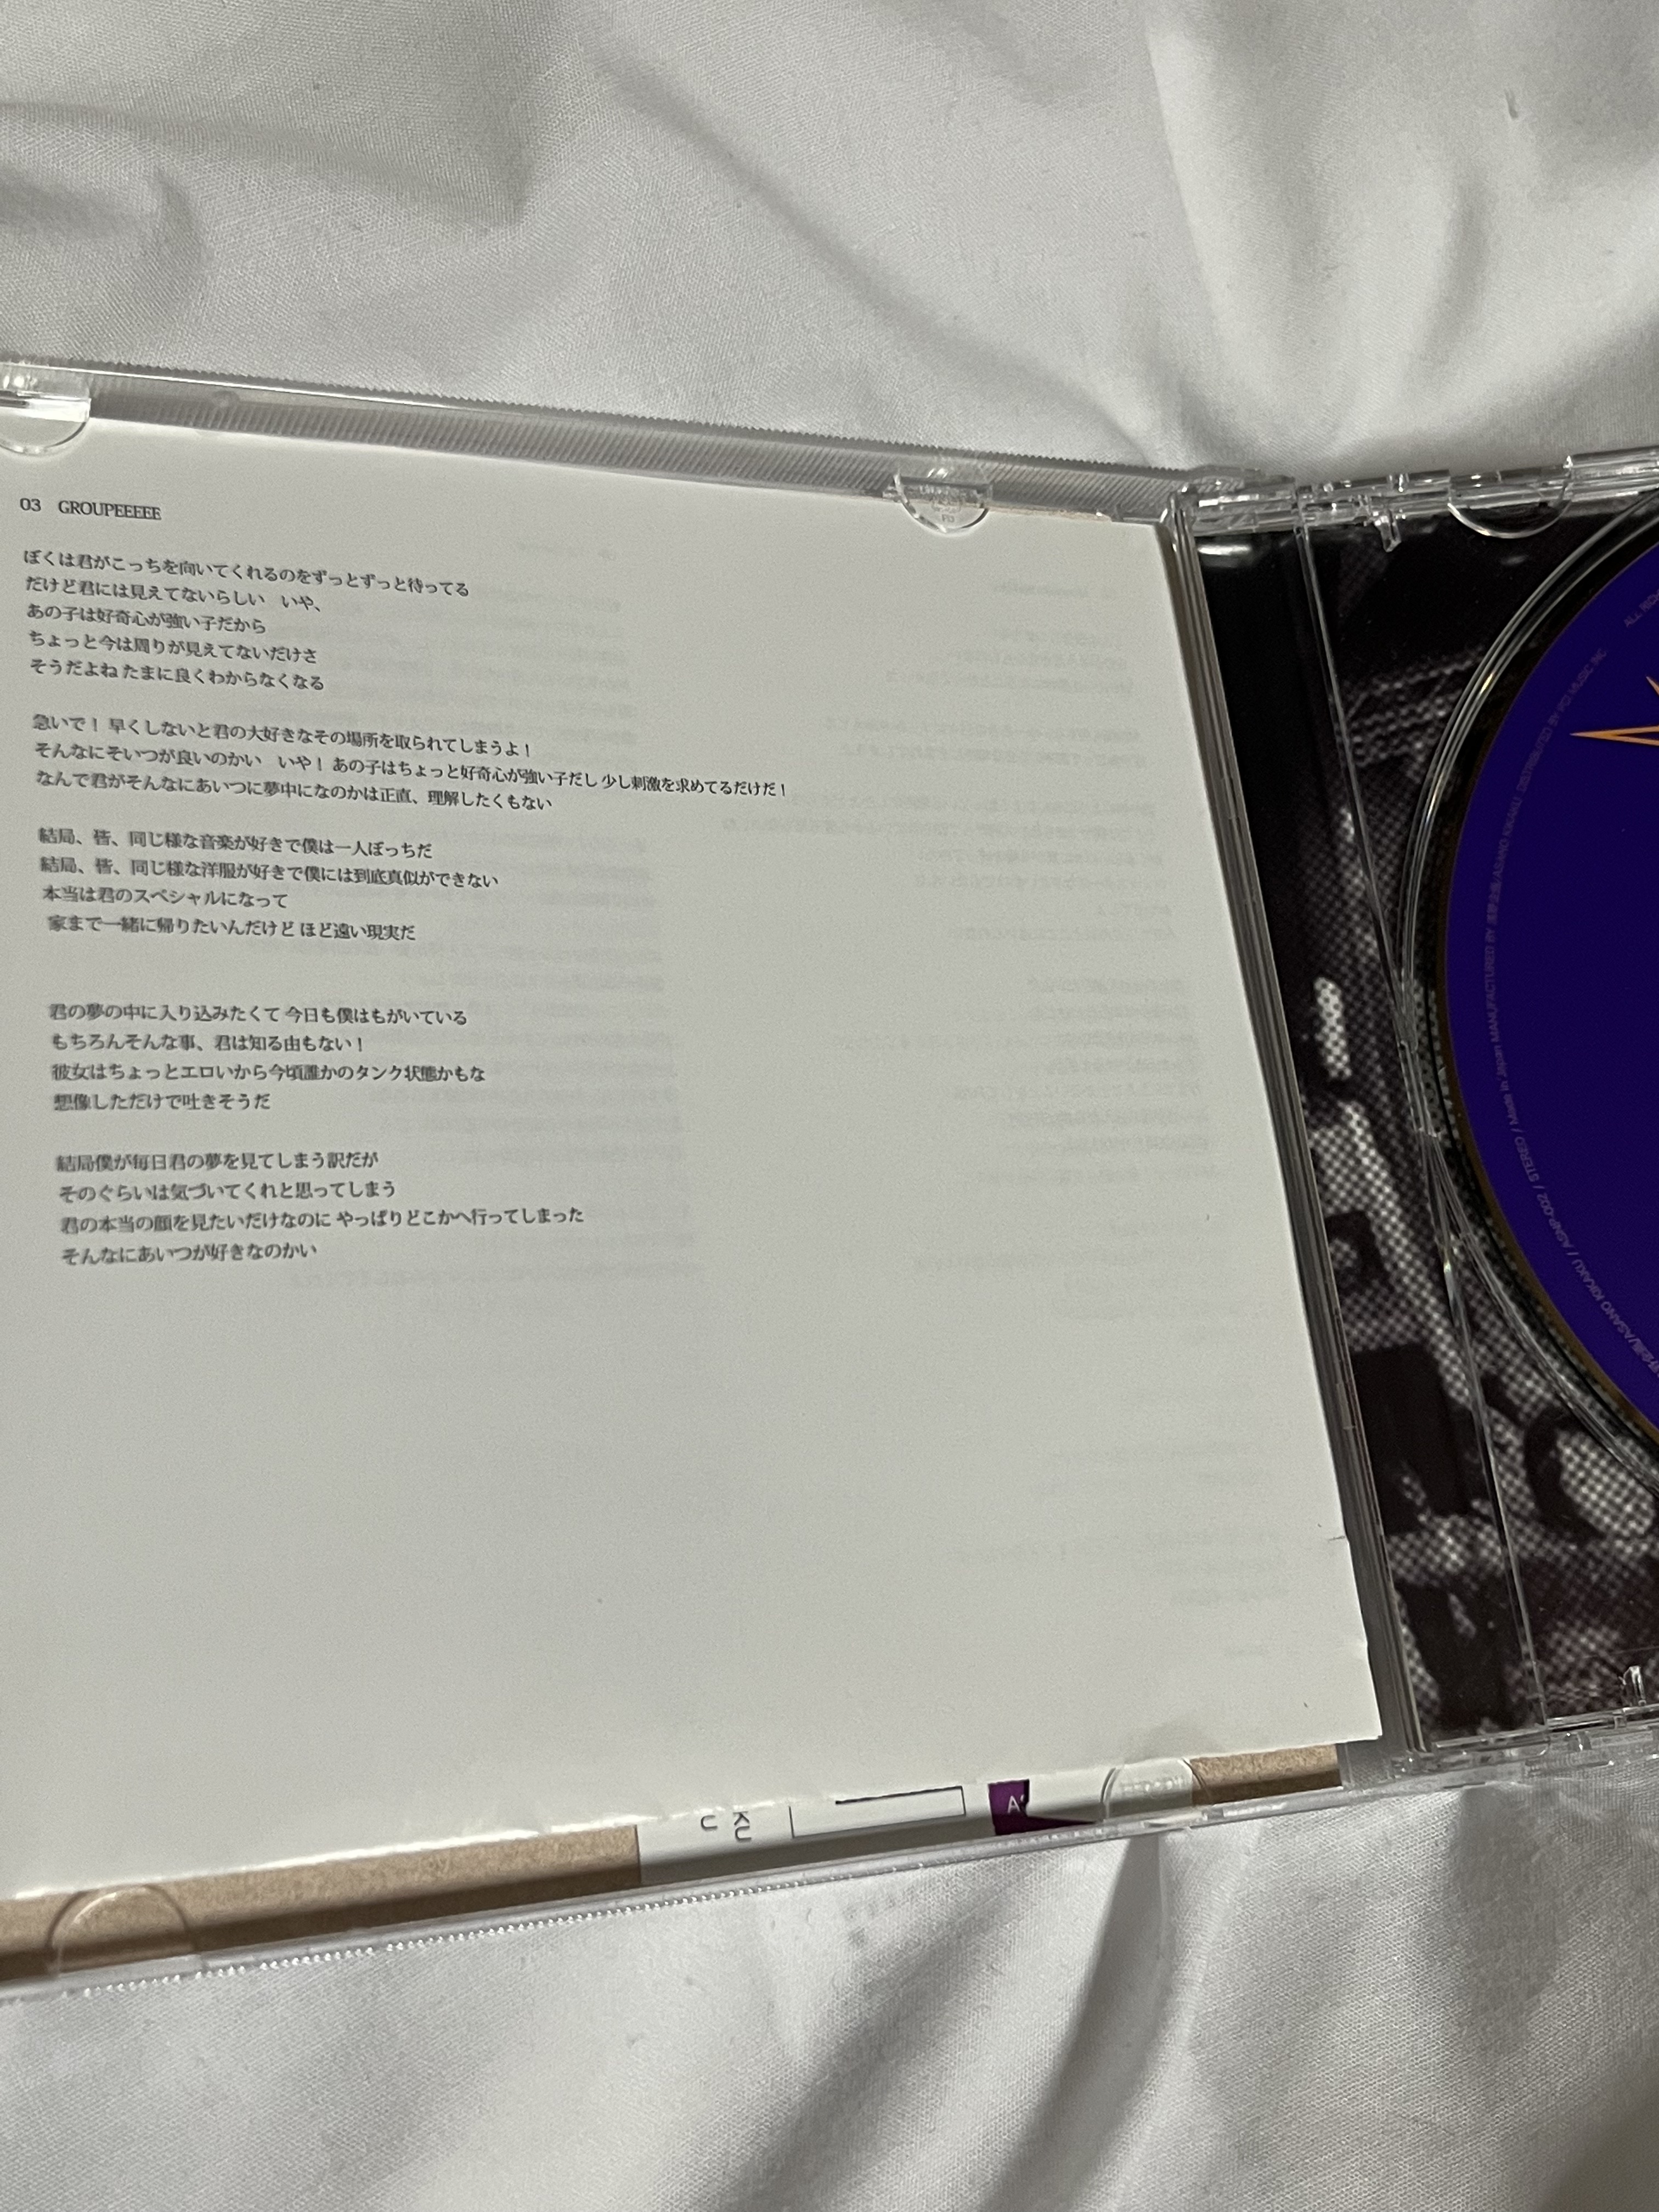 03　GROUPEEEEE
ぼくは君がこっちを向いてくれるのをずっとずっと待ってる
だけど君には見えてないらしい　いや、
あの子は好奇心が強い子だから
ちょっと今は周りが見えてないだけさ
そうだよね たまに良くわからなくなる
急いで！ 早くしないと君の大好きなその場所を取られてしまうよ！
そんなにそいつが良いのかい　いや！ あの子はちょっと好奇心が強い子だし 少し刺激を求めてるだけだ！
なんで君がそんなにあいつに夢中になのかは正直、理解したくもない
結局、皆、同じ様な音楽が好きで僕は一人ぼっちだ
結局、皆、同じ様な洋服が好きで僕には到底真似ができない
本当は君のスペシャルになって
家まで一緒に帰りたいんだけど ほど遠い現実だ
君の夢の中に入り込みたくて 今日も僕はもがいている
もちろんそんな事、君は知る由もない！
彼女はちょっとエロいから今頃誰かのタンク状態かもな
想像しただけで吐きそうだ
結局僕が毎日君の夢を見てしまう訳だが
そのぐらいは気づいてくれと思ってしまう
君の本当の顔を見たいだけなのに やっぱりどこかへ行ってしまった
そんなにあいつが好きなのかい
ASANO KIKAKU / ASNP-002 / STEREO / Made in Japan MANUFACTURED BY 浅野企画/ASANO KIKAKU DISTRIBUTED BY PCI MUSIC INC